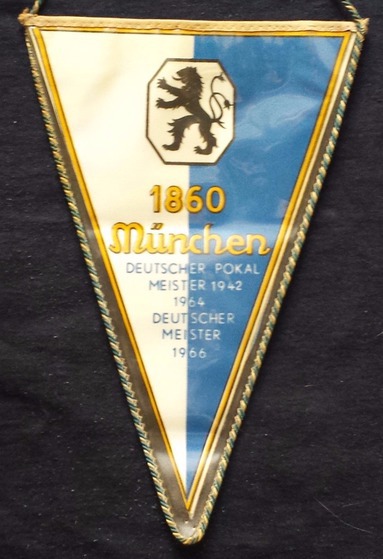 1860
München
DEUTSCHER POKAL
MEISTER 1942
1964
DEUTSCHER
MEISTER
1966